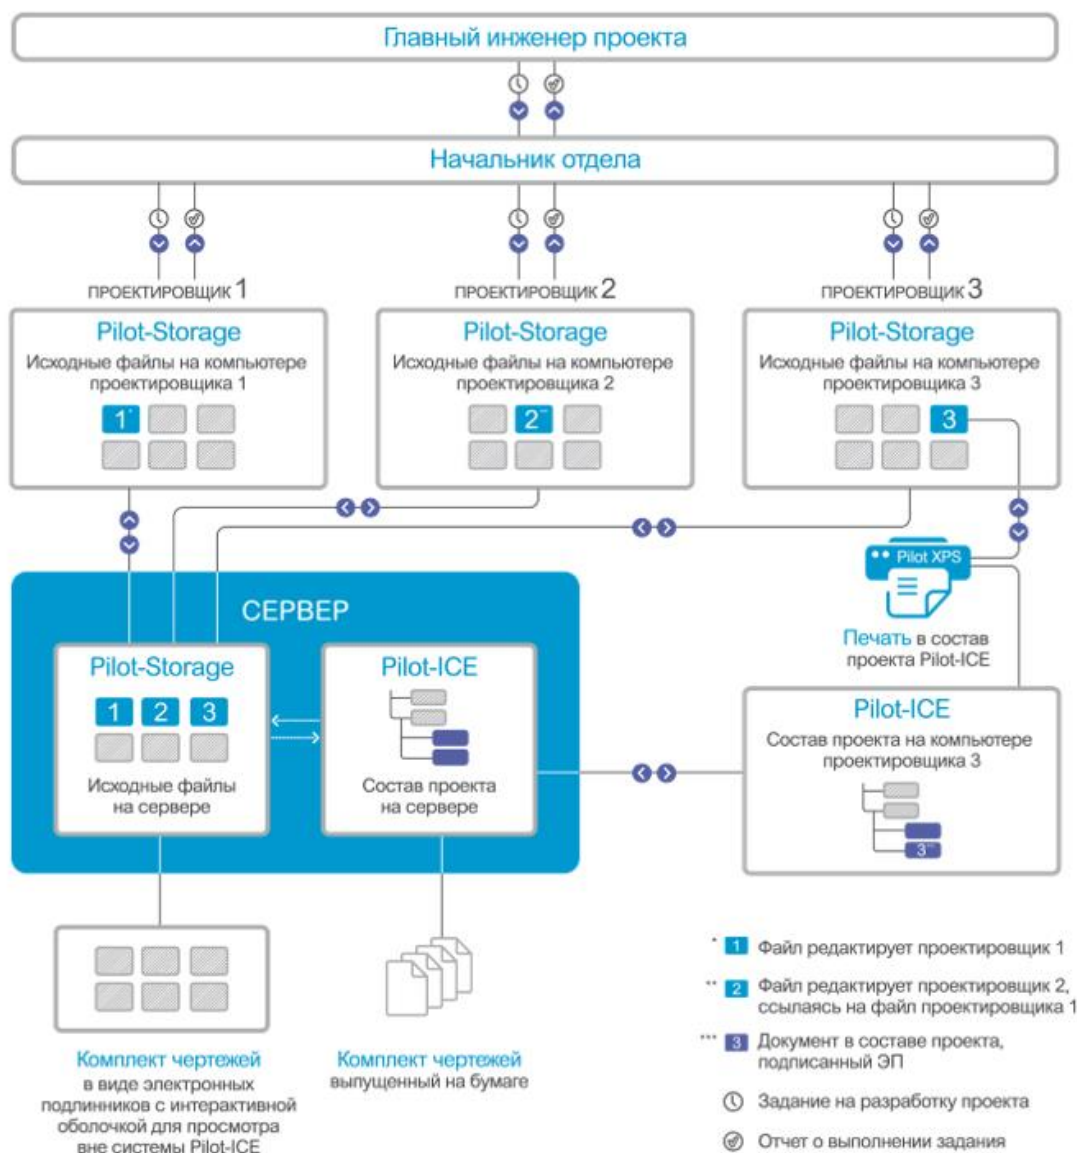 Главный инженер проекта
Начальник отдела
ПРОЕКТИРОВЩИК 1
ПРОЕКТИРОВЩИК 2
ПРОЕКТИРОВЩИК 3
Pilot-Storage
Исходные файлы на компьютере
проектировщика 1
1*
Pilot-Storage
Исходные файлы на компьютере
проектировщика 2
2**
Pilot-Storage
Исходные файлы на компьютере
проектировщика 3
3
Pilot XPS
Печать в состав
проекта Pilot-ICE
СЕРВЕР
Pilot-Storage
1 2 3
Исходные файлы
на сервере
Pilot-ICE
Состав проекта
на сервере
Pilot-ICE
Состав проекта на компьютере
проектировщика 3
3***
Комплект чертежей
в виде электронных
подлинников с интерактивной
оболочкой для просмотра
вне системы Pilot-ICE
Комплект чертежей
выпущенный на бумаге
* 1 Файл редактирует проектировщик 1
** 2 Файл редактирует проектировщик 2,
ссылаясь на файл проектировщика 1
*** 3 Документ в составе проекта,
подписанный ЭП
Задание на разработку проекта
Отчет о выполнении задания